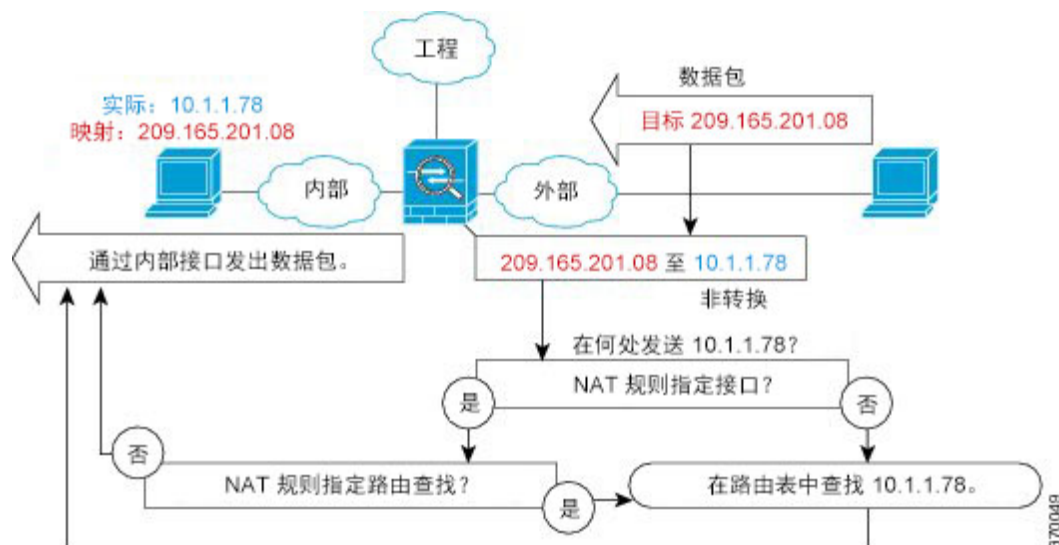 工程
数据包
实际：10.1.1.78
映射：209.165.201.08
目标 209.165.201.08
内部
外部
通过内部接口发出数据包。
209.165.201.08 至 10.1.1.78
非转换
在何处发送 10.1.1.78？
NAT 规则指定接口？
是
否
否
NAT 规则指定路由查找？
是
在路由表中查找 10.1.1.78。
370049